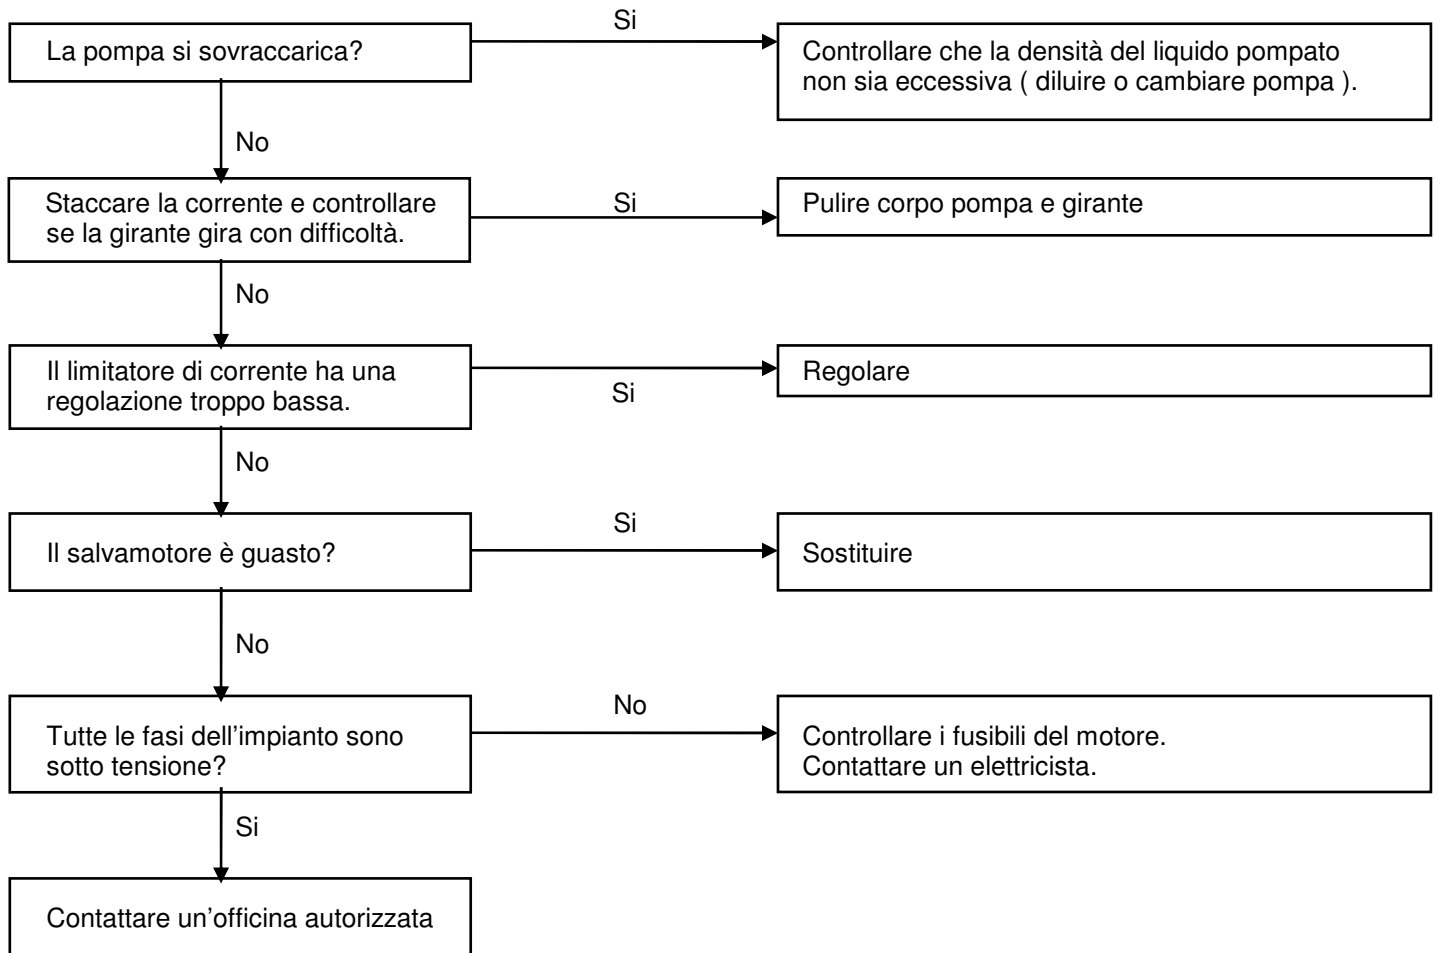 La pompa si sovraccarica?
Si
Controllare che la densità del liquido pompato
non sia eccessiva ( diluire o cambiare pompa ).
No
Staccare la corrente e controllare
se la girante gira con difficoltà.
Si
Pulire corpo pompa e girante
No
Il limitatore di corrente ha una
regolazione troppo bassa.
Si
Regolare
No
Il salvamotore è guasto?
Si
Sostituire
No
Tutte le fasi dell’impianto sono
sotto tensione?
No
Controllare i fusibili del motore.
Contattare un elettricista.
Si
Contattare un’officina autorizzata